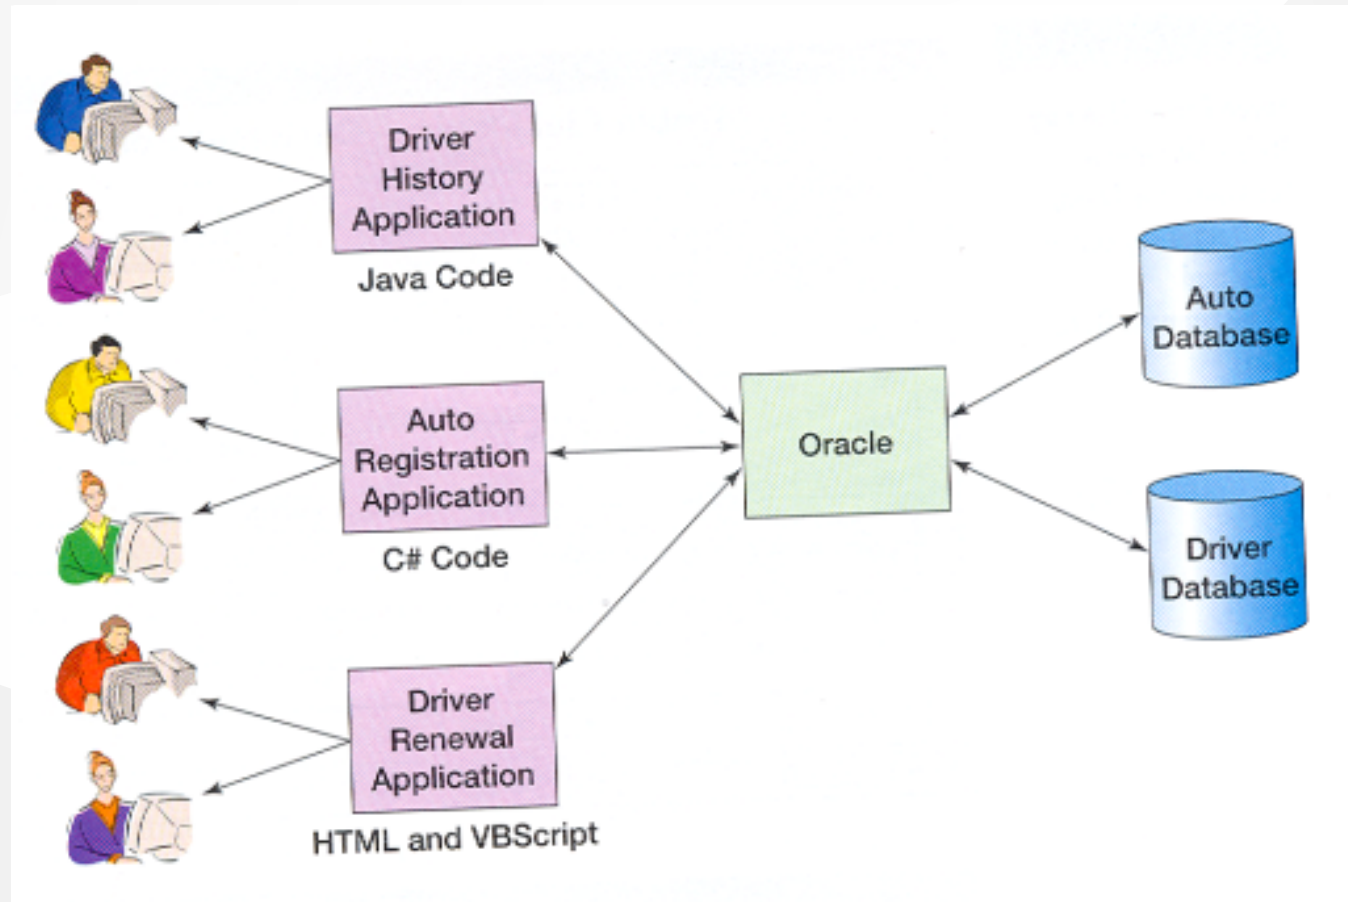 Driver
History
Application
Java Code
Auto
Registration
Application
C# Code
Driver
Renewal
Application
HTML and VBScript
Oracle
Auto
Database
Driver
Database